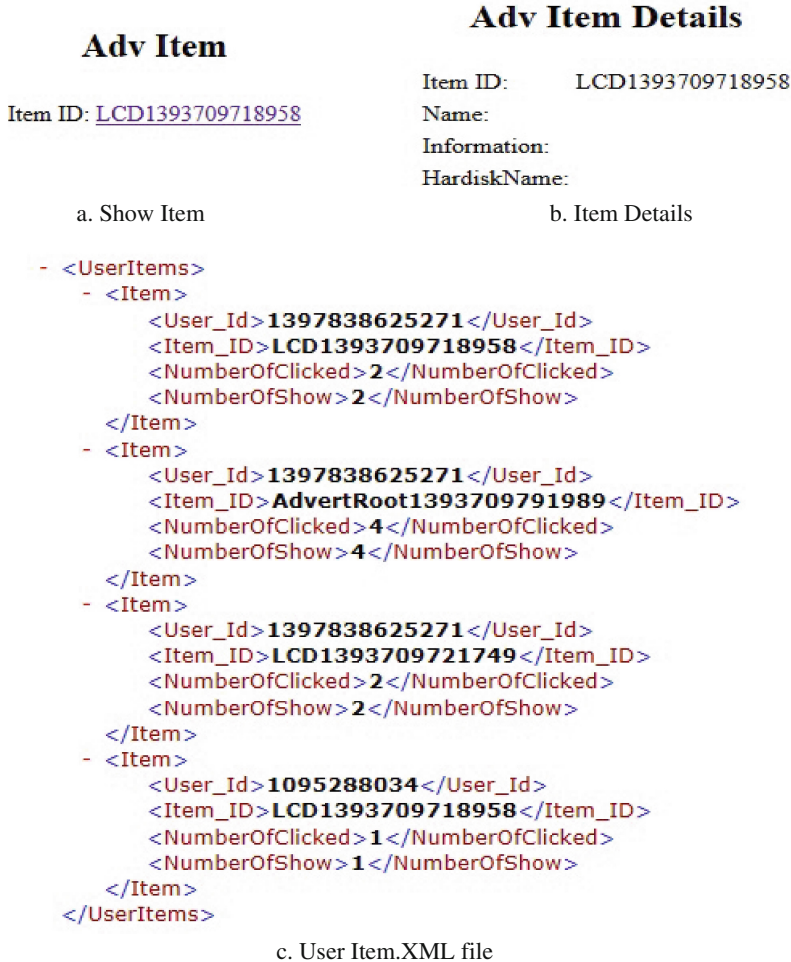 Adv Item
Item ID: LCD1393709718958
a. Show Item
Adv Item Details
Item ID: LCD1393709718958
Name:
Information:
HardiskName:
b. Item Details
- <UserItems>
- <Item>
<User_Id>1397838625271</User_Id>
<Item_ID>LCD1393709718958</Item_ID>
<NumberOfClicked>2</NumberOfClicked>
<NumberOfShow>2</NumberOfShow>
</Item>
- <Item>
<User_Id>1397838625271</User_Id>
<Item_ID>AdvertRoot1393709791989</Item_ID>
<NumberOfClicked>4</NumberOfClicked>
<NumberOfShow>4</NumberOfShow>
</Item>
- <Item>
<User_Id>1397838625271</User_Id>
<Item_ID>LCD1393709721749</Item_ID>
<NumberOfClicked>2</NumberOfClicked>
<NumberOfShow>2</NumberOfShow>
</Item>
- <Item>
<User_Id>1095288034</User_Id>
<Item_ID>LCD1393709718958</Item_ID>
<NumberOfClicked>1</NumberOfClicked>
<NumberOfShow>1</NumberOfShow>
</Item>
</UserItems>
c. User Item.XML file